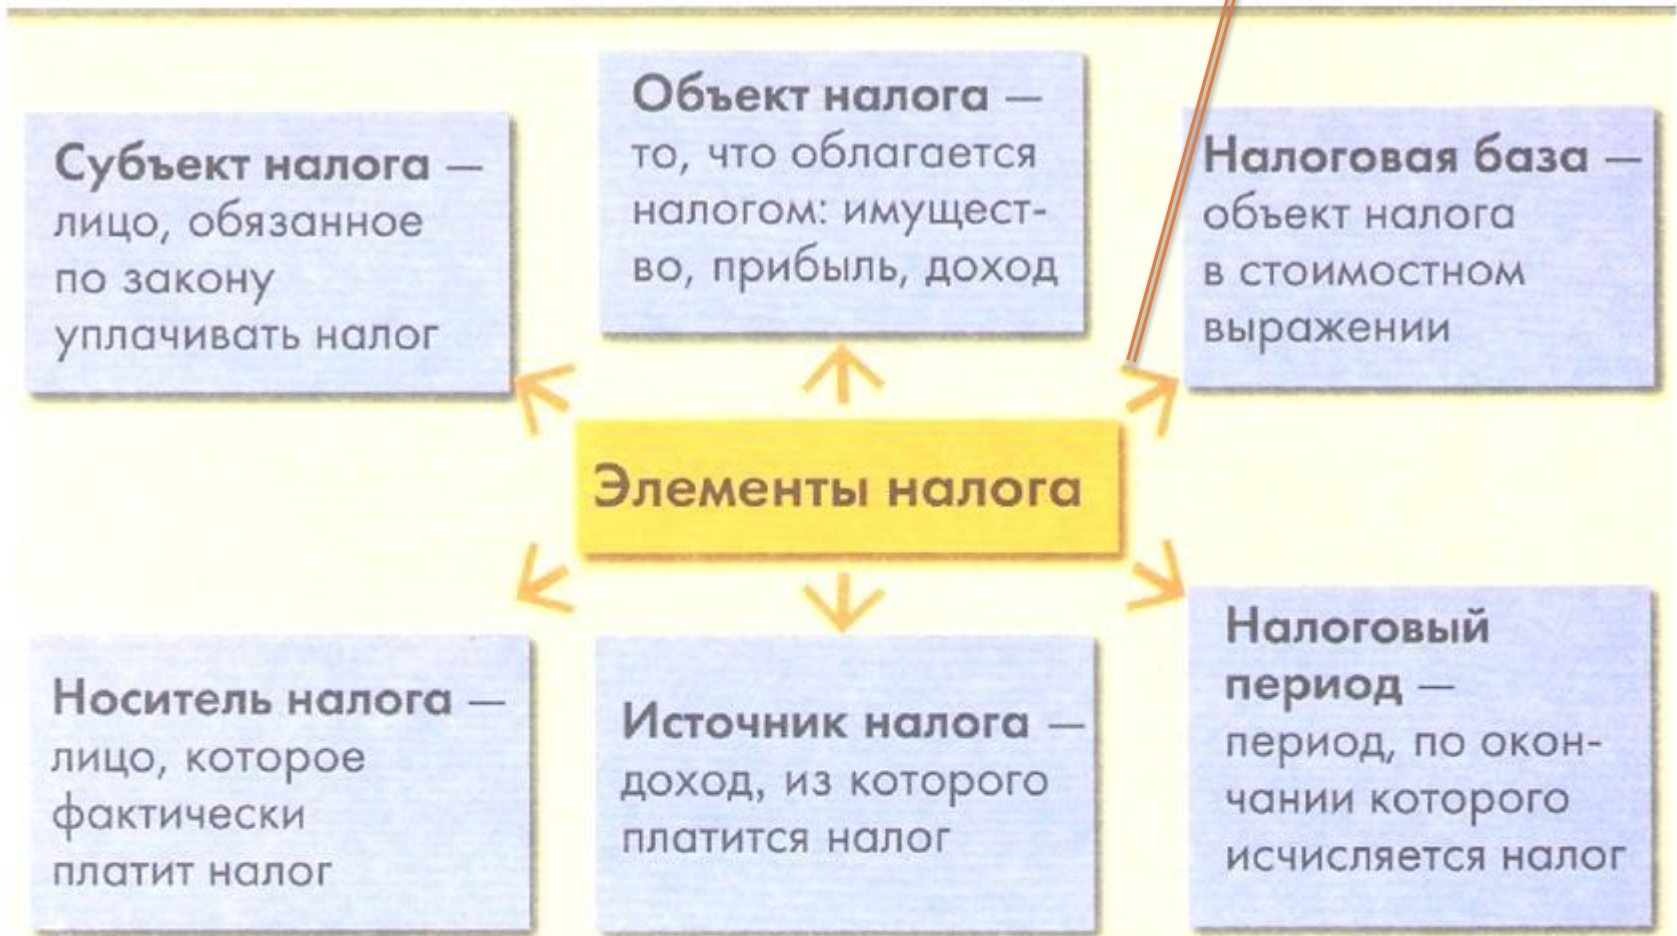 Объект налога —
то, что облагается
налогом: имущест-
во, прибыль, доход
Субъект налога —
лицо, обязанное
по закону
уплачивать налог
Налоговая база —
объект налога
в стоимостном
выражении
Элементы налога
Носитель налога —
лицо, которое
фактически
платит налог
Источник налога —
доход, из которого
платится налог
Налоговый
период —
период, по окон-
чании которого
исчисляется налог